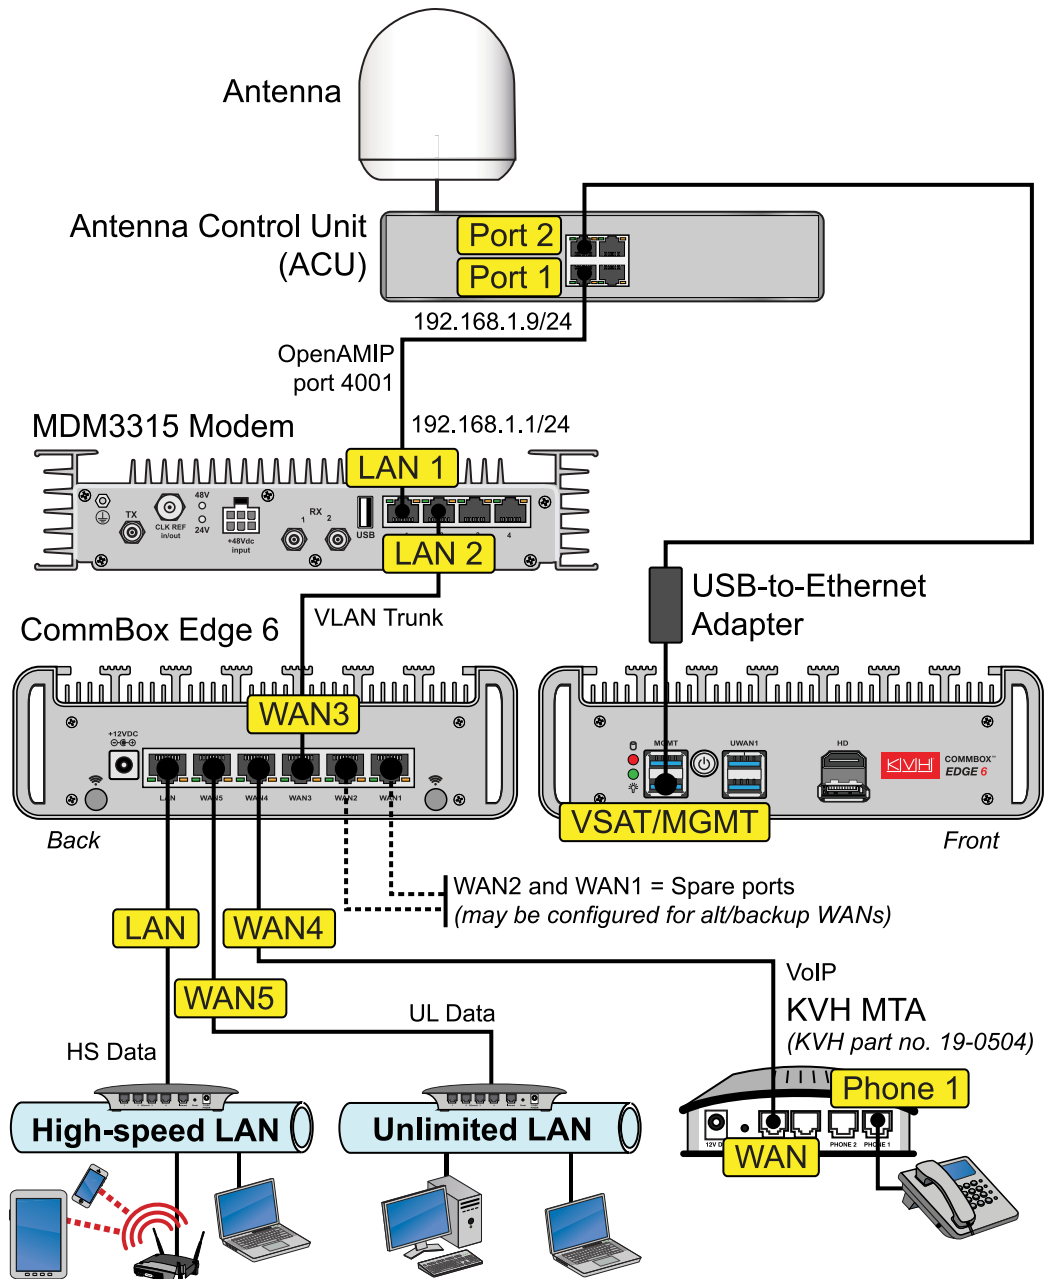 Antenna
Antenna Control Unit
(ACU)
Port 2
Port 1
192.168.1.9/24
OpenAMIP
port 4001
192.168.1.1/24
MDM3315 Modem
LAN 1
TX
CLK REF
in/out
48V
24V
+48Vdc
input
RX
1
2
USB
4
LAN 2
VLAN Trunk
USB-to-Ethernet
Adapter
CommBox Edge 6
WAN3
+12VDC
LAN
WAN5
WAN4
WAN3
WAN2
WAN1
Back
MGMT
UWAN1
HD
KVH
COMMBOX™
EDGE 6
VSAT/MGMT
Front
WAN2 and WAN1 = Spare ports
(may be configured for alt/backup WANs)
LAN
WAN4
WAN5
VoIP
KVH MTA
(KVH part no. 19-0504)
UL Data
HS Data
High-speed LAN
Unlimited LAN
Phone 1
12V D
PHONE 2
PHONE 1
WAN